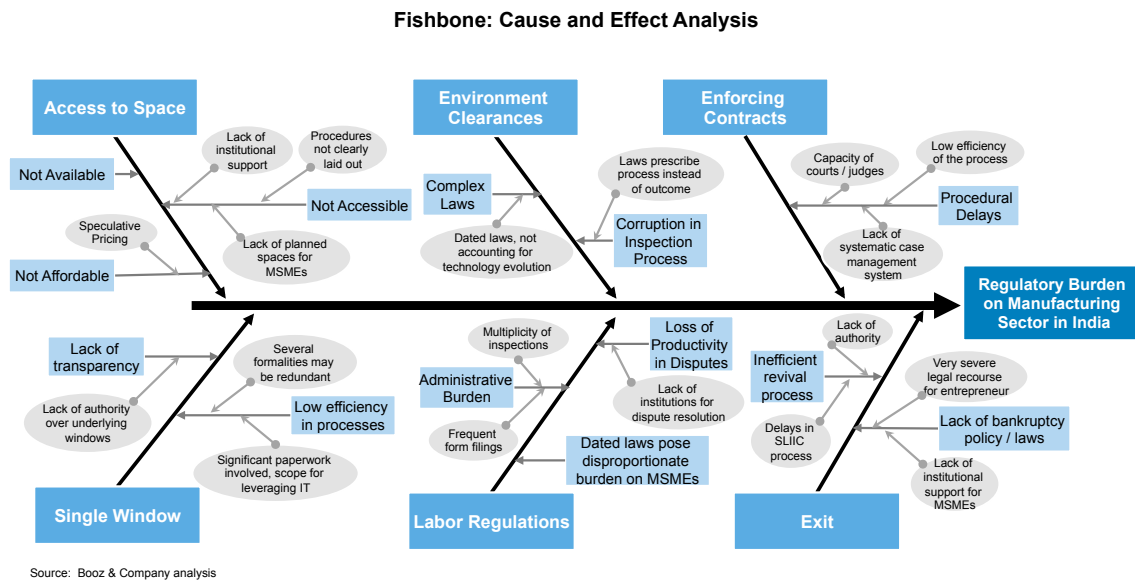 Fishbone: Cause and Effect Analysis
Access to Space
Environment
Clearances
Enforcing
Contracts
Lack of
institutional
support
Procedures
not clearly
laid out
Not Available
Not Accessible
Speculative
Pricing
Lack of planned
spaces for
MSMEs
Not Affordable
Complex
Laws
Laws prescribe
process instead
of outcome
Dated laws, not
accounting for
technology evolution
Corruption in
Inspection
Process
Capacity of
courts / judges
Low efficiency
of the process
Procedural
Delays
Lack of
systematic case
management
system
Regulatory Burden
on Manufacturing
Sector in India
Lack of
transparency
Several
formalities may
be redundant
Lack of authority
over underlying
windows
Low efficiency
in processes
Significant paperwork
involved, scope for
leveraging IT
Single Window
Multiplicity of
inspections
Loss of
Productivity
in Disputes
Administrative
Burden
Lack of
institutions for
dispute resolution
Frequent
form filings
Dated laws pose
disproportionate
burden on MSMEs
Labor Regulations
Lack of
authority
Inefficient
revival
process
Very severe
legal recourse
for entrepreneur
Delays in
SLIIC
process
Lack of bankruptcy
policy / laws
Lack of
institutional
support for
MSMEs
Exit
Source: Booz & Company analysis